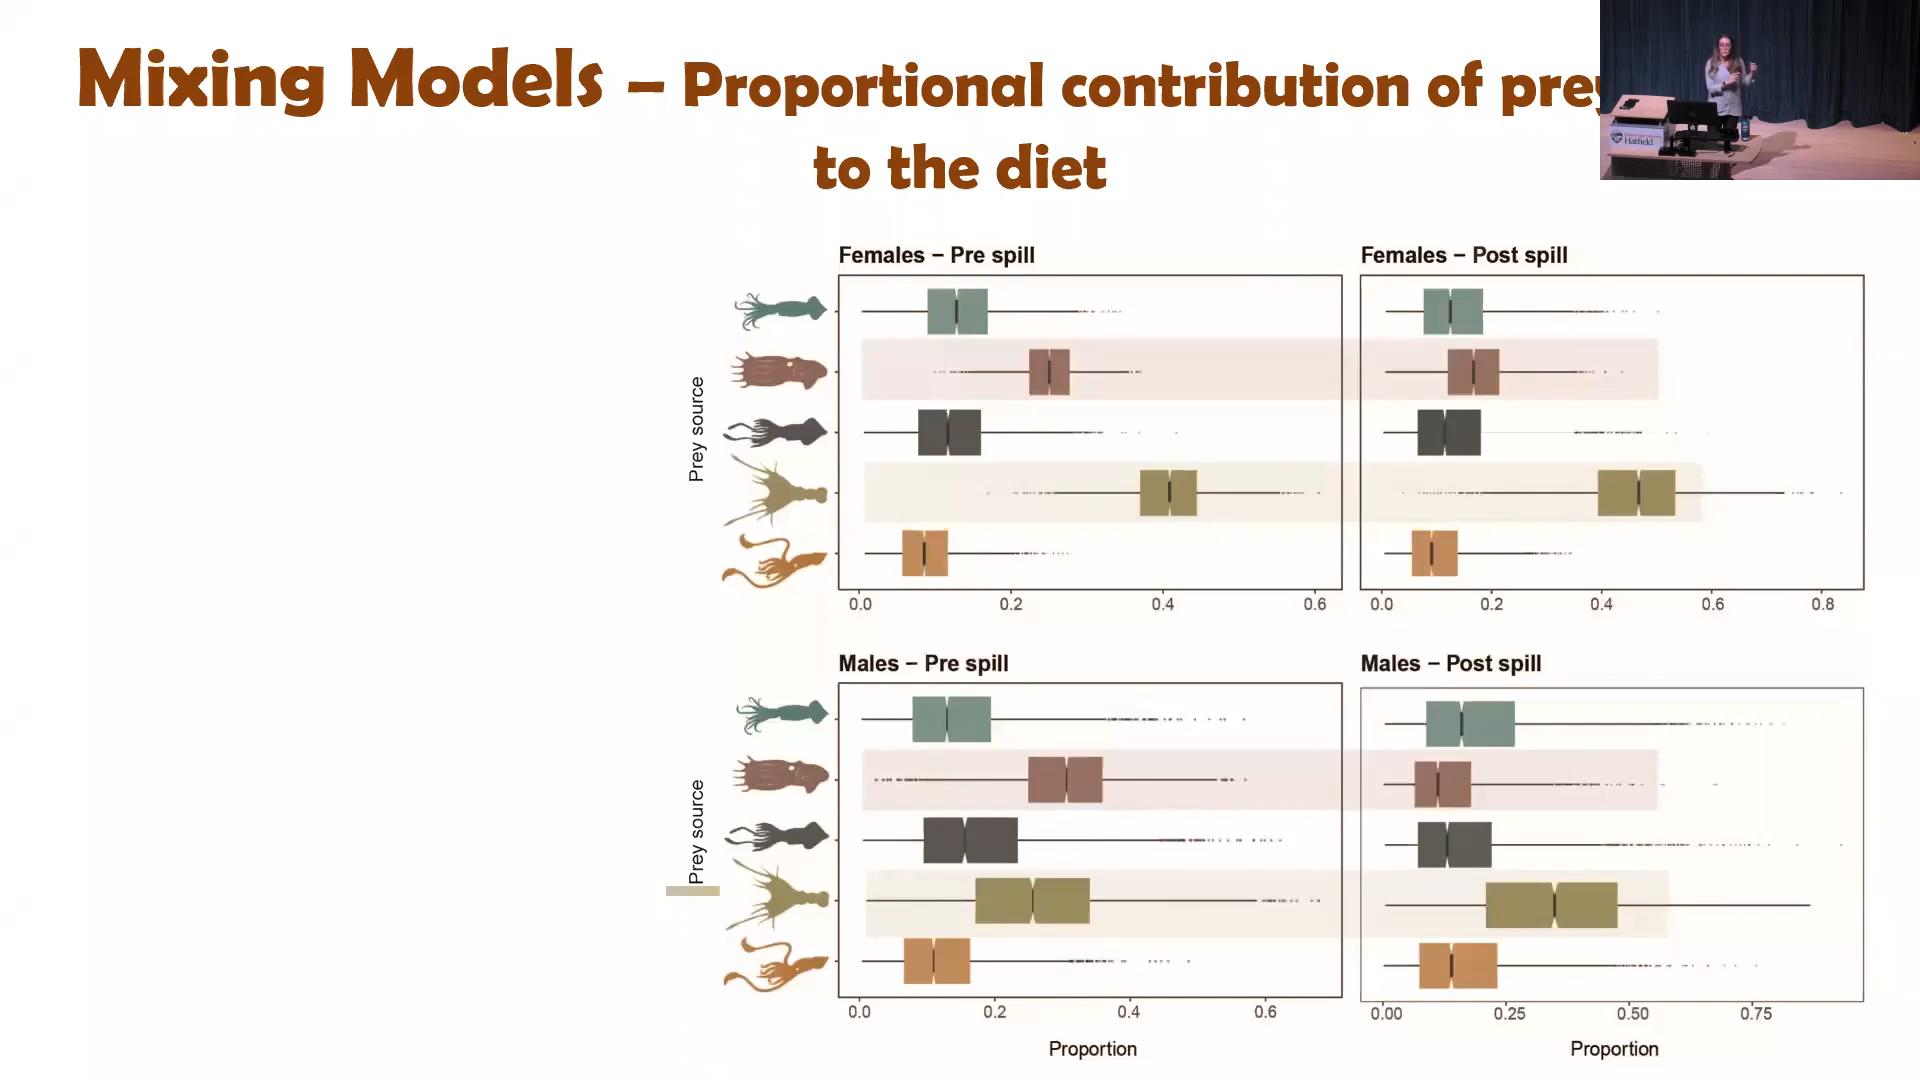 Mixing Models – Proportional contribution of prey
to the diet
Hatfield
Females – Pre spill
Females – Post spill
Prey source
0.0 0.2 0.4 0.6
0.0 0.2 0.4 0.6 0.8
Males – Pre spill
Males – Post spill
Prey source
0.0 0.2 0.4 0.6
0.00 0.25 0.50 0.75
Proportion
Proportion